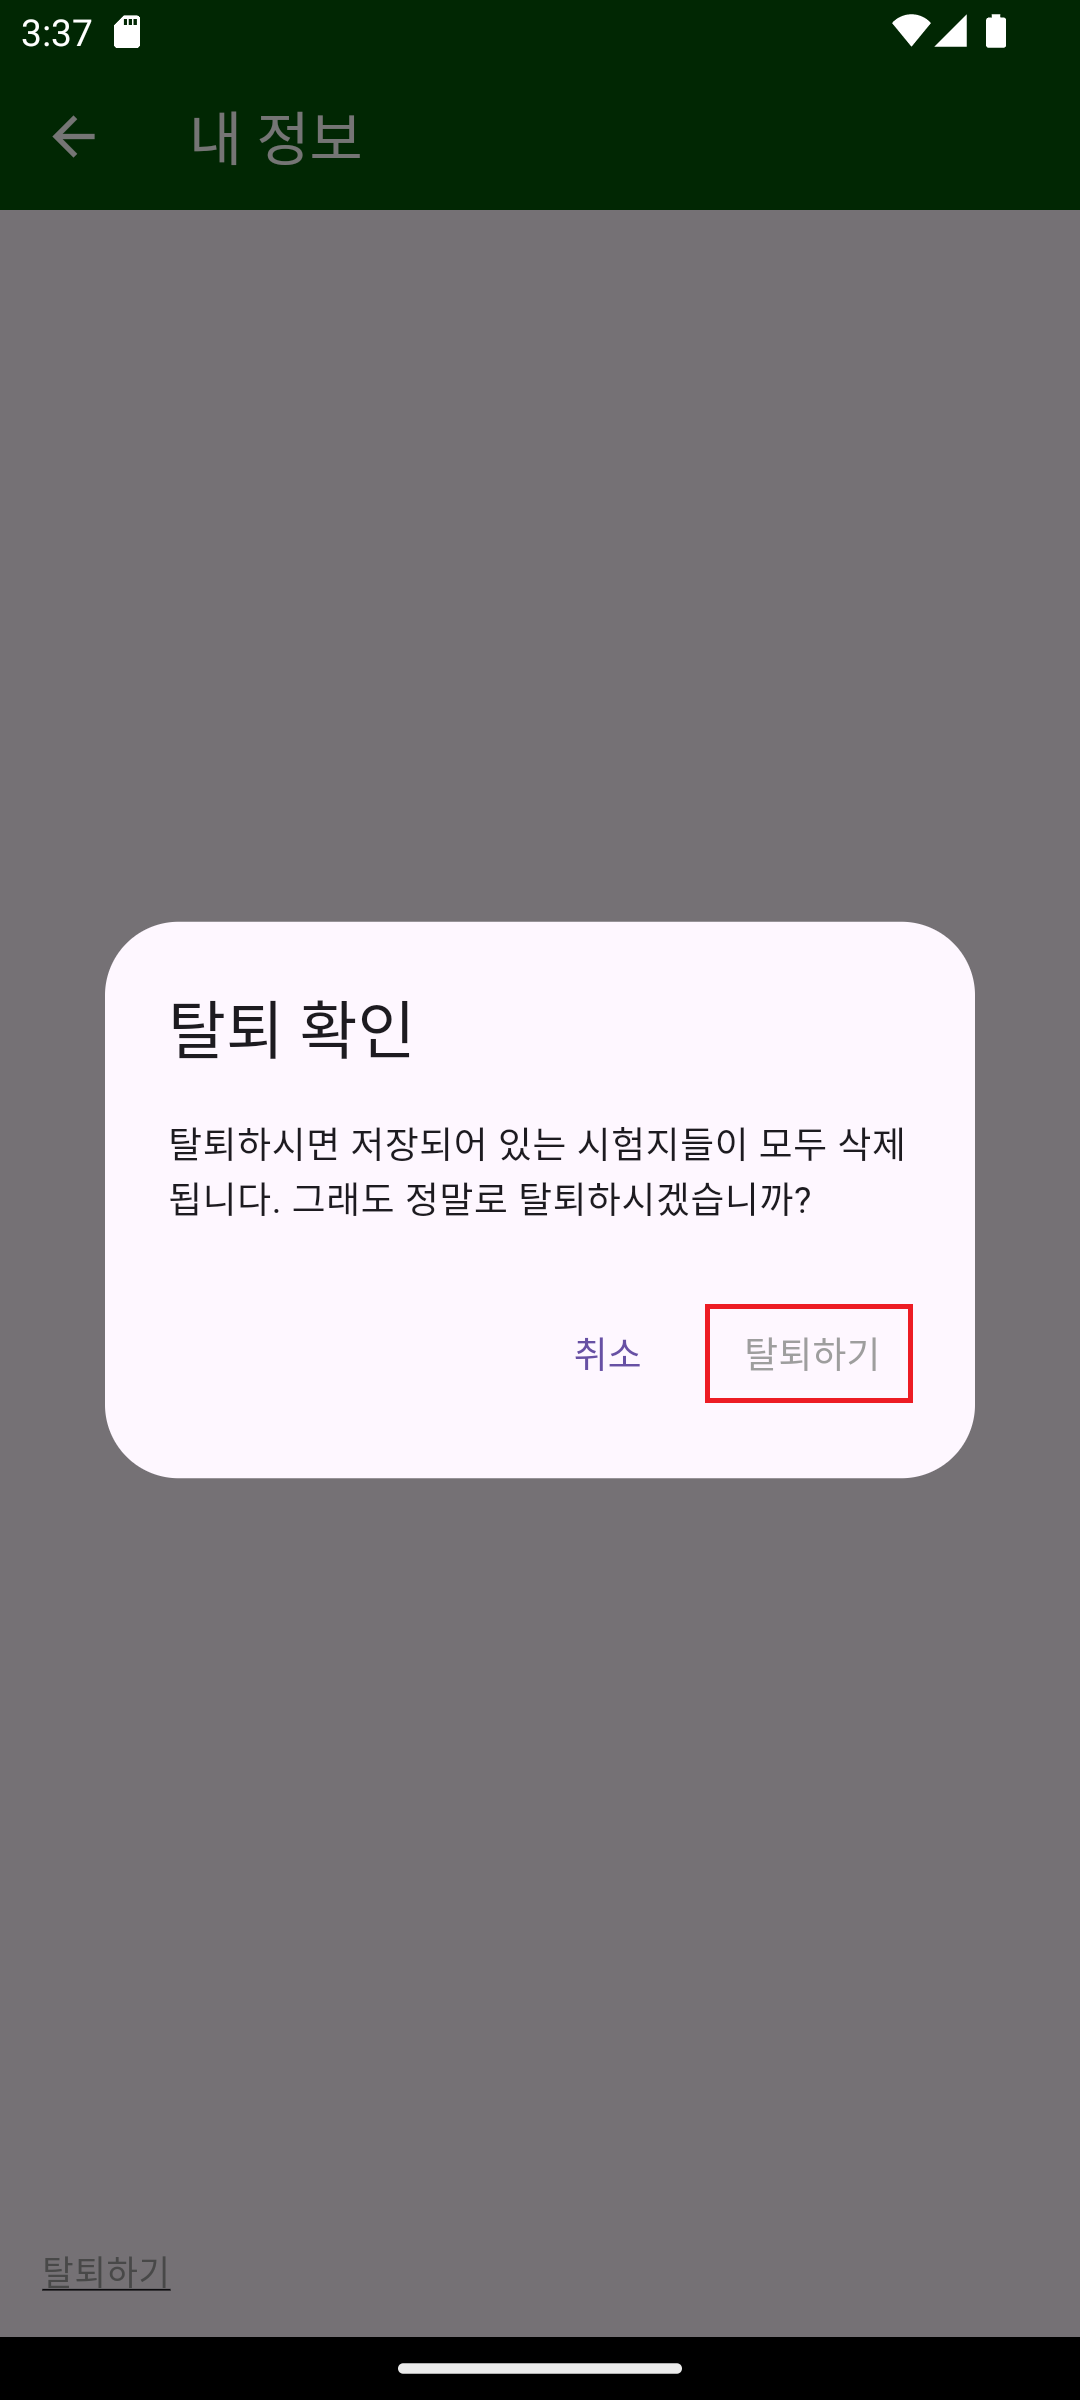 3:37
내 정보
탈퇴 확인
탈퇴하시면 저장되어 있는 시험지들이 모두 삭제
됩니다. 그래도 정말로 탈퇴하시겠습니까?
취소
탈퇴하기
탈퇴하기